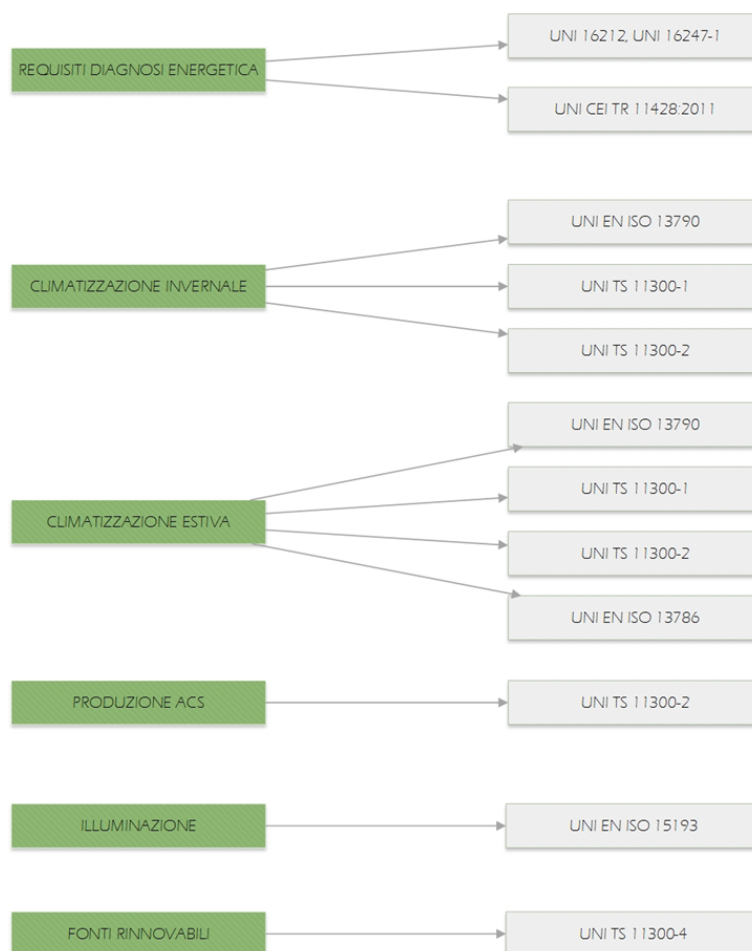 REQUISITI DIAGNOSI ENERGETICA
UNI 16212, UNI 16247-1
UNI CEI TR 11428:2011
CLIMATIZZAZIONE INVERNALE
UNI EN ISO 13790
UNI TS 11300-1
UNI TS 11300-2
CLIMATIZZAZIONE ESTIVA
UNI EN ISO 13790
UNI TS 11300-1
UNI TS 11300-2
UNI EN ISO 13786
PRODUZIONE ACS
UNI TS 11300-2
ILLUMINAZIONE
UNI EN ISO 15193
FONTI RINNOVABILI
UNI TS 11300-4